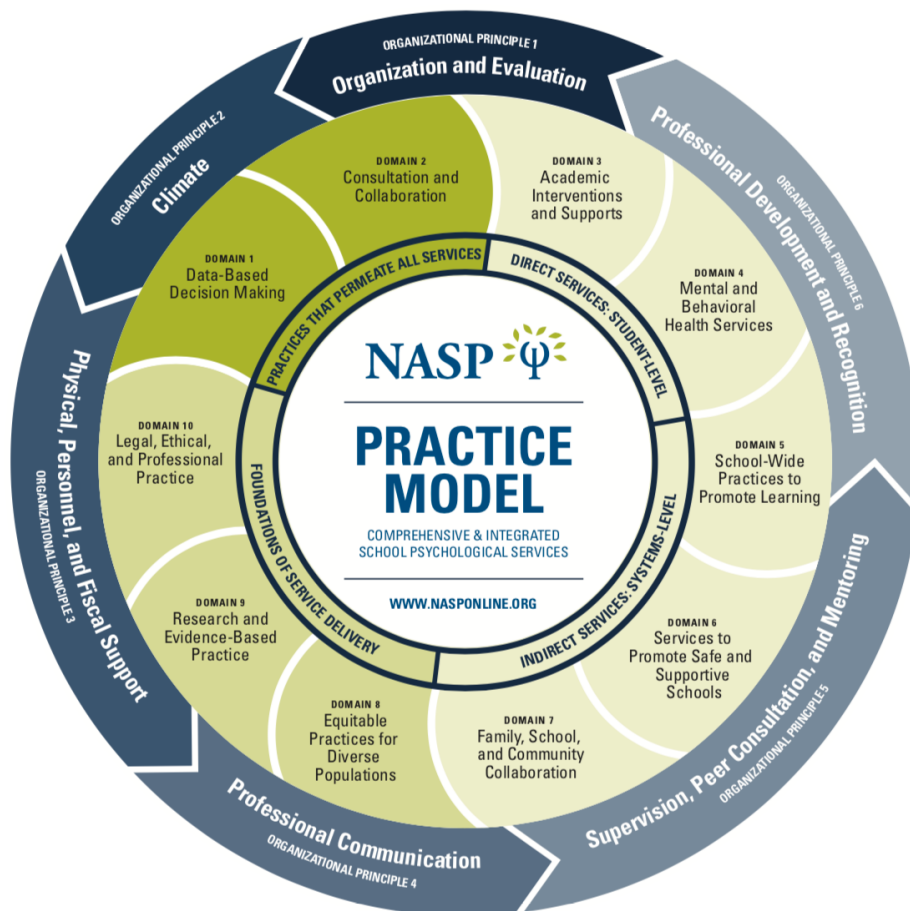 ORGANIZATIONAL PRINCIPLE 1
Organization and Evaluation
ORGANIZATIONAL PRINCIPLE 2
Climate
Physical, Personnel, and Fiscal Support
ORGANIZATIONAL PRINCIPLE 3
Professional Communication
ORGANIZATIONAL PRINCIPLE 4
Supervision, Peer Consultation, and Mentoring
ORGANIZATIONAL PRINCIPLE 5
ORGANIZATIONAL PRINCIPLE 6
Professional Development and Recognition
DOMAIN 1
Data-Based
Decision Making
DOMAIN 2
Consultation and
Collaboration
DOMAIN 3
Academic
Interventions
and Supports
DOMAIN 4
Mental and
Behavioral
Health Services
DOMAIN 5
School-Wide
Practices to
Promote Learning
DOMAIN 6
Services to
Promote Safe and
Supportive
Schools
DOMAIN 7
Family, School,
and Community
Collaboration
DOMAIN 8
Equitable
Practices for
Diverse
Populations
DOMAIN 9
Research and
Evidence-Based
Practice
DOMAIN 10
Legal, Ethical,
and Professional
Practice
PRACTICES THAT PERMEATE ALL SERVICES
DIRECT SERVICES: STUDENT-LEVEL
INDIRECT SERVICES: SYSTEMS-LEVEL
FOUNDATIONS OF SERVICE DELIVERY
NASP ψ
PRACTICE
MODEL
COMPREHENSIVE & INTEGRATED
SCHOOL PSYCHOLOGICAL SERVICES
WWW.NASPONLINE.ORG